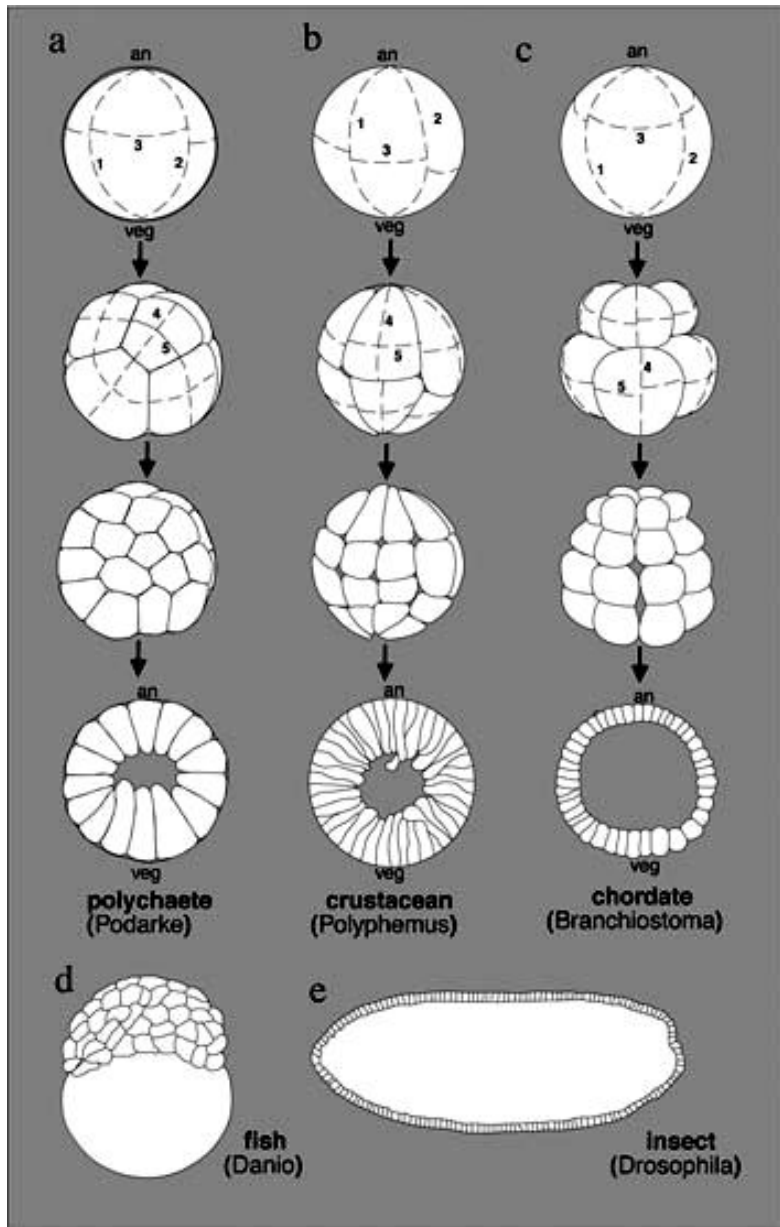 a
an
1
3
2
veg
4
5
an
veg
polychaete
(Podarke)
b
an
1
2
3
veg
4
5
an
veg
crustacean
(Polyphemus)
c
an
3
1
2
veg
4
5
an
veg
chordate
(Branchiostoma)
d
fish
(Danio)
e
insect
(Drosophila)